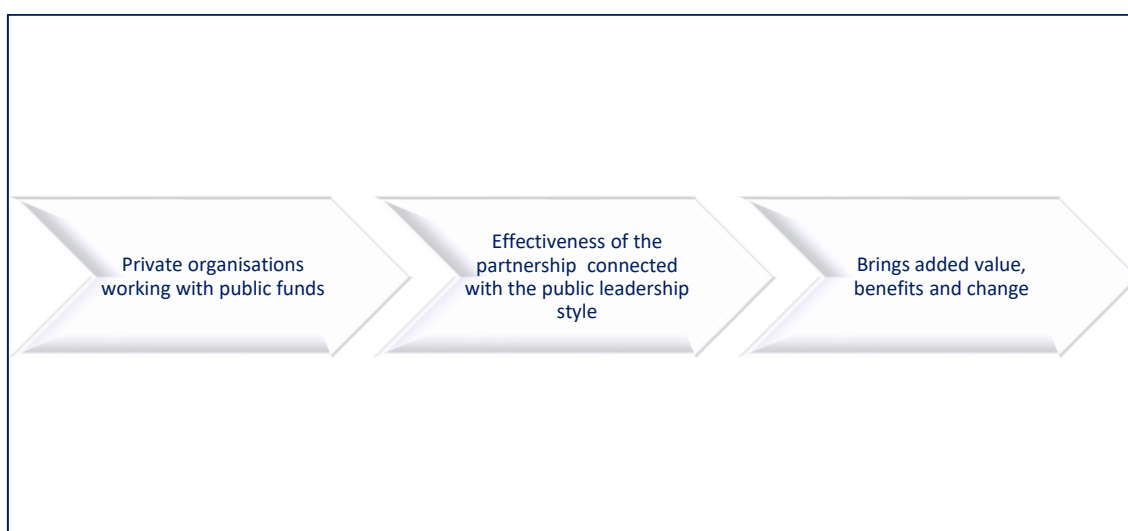 Private organisations
working with public funds
Effectiveness of the
partnership  connected
with the public leadership
style
Brings added value,
benefits and change